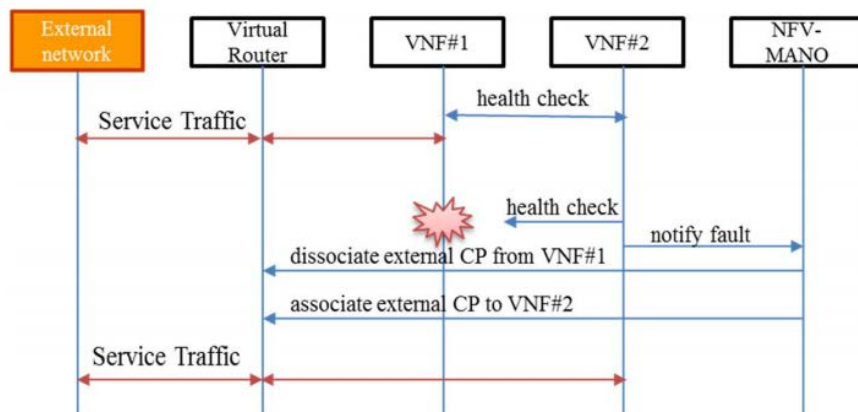 External
network
Virtual
Router
VNF#1
VNF#2
NFV-
MANO
health check
Service Traffic
health check
notify fault
dissociate external CP from VNF#1
associate external CP to VNF#2
Service Traffic